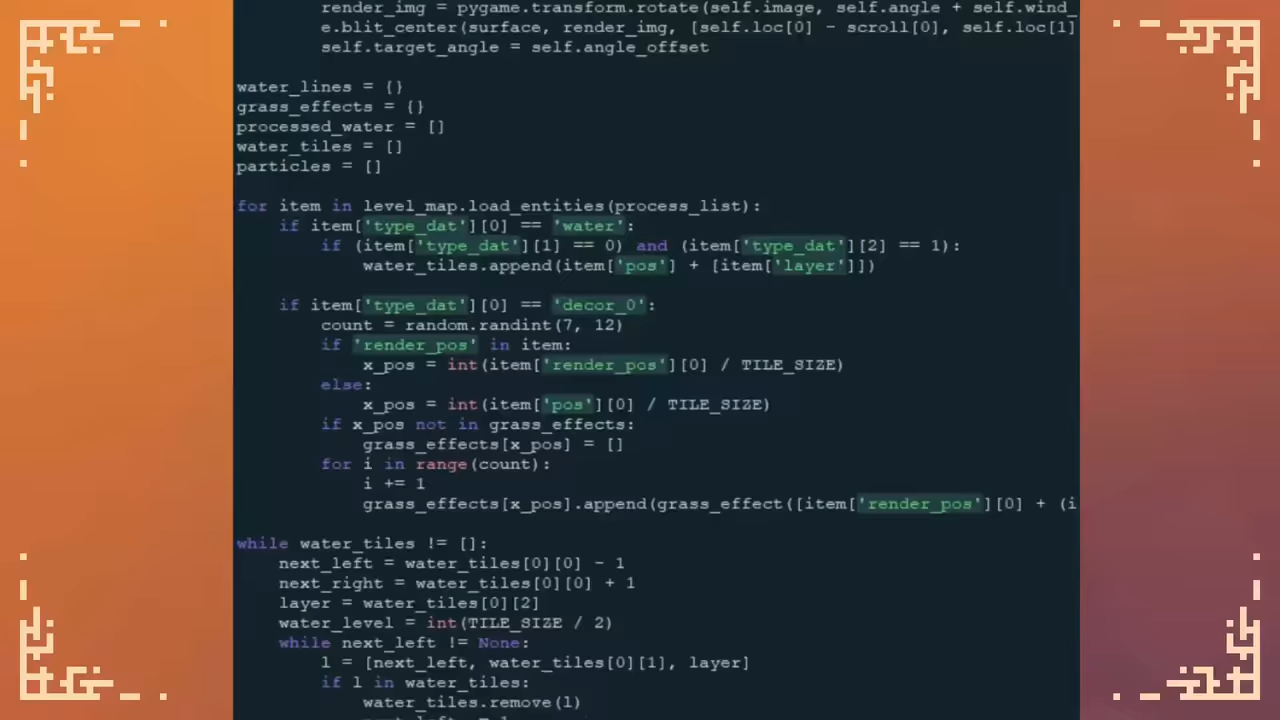 render_img = pygame.transform.rotate(self.image, self.angle + self.wind_
e.blit_center(surface, render_img, [self.loc[0] - scroll[0], self.loc[1]
self.target_angle = self.angle_offset
water_lines = {}
grass_effects = {}
processed_water = []
water_tiles = []
particles = []
for item in level_map.load_entities(process_list):
if item['type_dat'][0] == 'water':
if (item['type_dat'][1] == 0) and (item['type_dat'][2] == 1):
water_tiles.append(item['pos'] + [item['layer']])
if item['type_dat'][0] == 'decor_0':
count = random.randint(7, 12)
if 'render_pos' in item:
x_pos = int(item['render_pos'][0] / TILE_SIZE)
else:
x_pos = int(item['pos'][0] / TILE_SIZE)
if x_pos not in grass_effects:
grass_effects[x_pos] = []
for i in range(count):
i += 1
grass_effects[x_pos].append(grass_effect([item['render_pos'][0] + (i
while water_tiles != []:
next_left = water_tiles[0][0] - 1
next_right = water_tiles[0][0] + 1
layer = water_tiles[0][2]
water_level = int(TILE_SIZE / 2)
while next_left != None:
l = [next_left, water_tiles[0][1], layer]
if l in water_tiles:
water_tiles.remove(l)